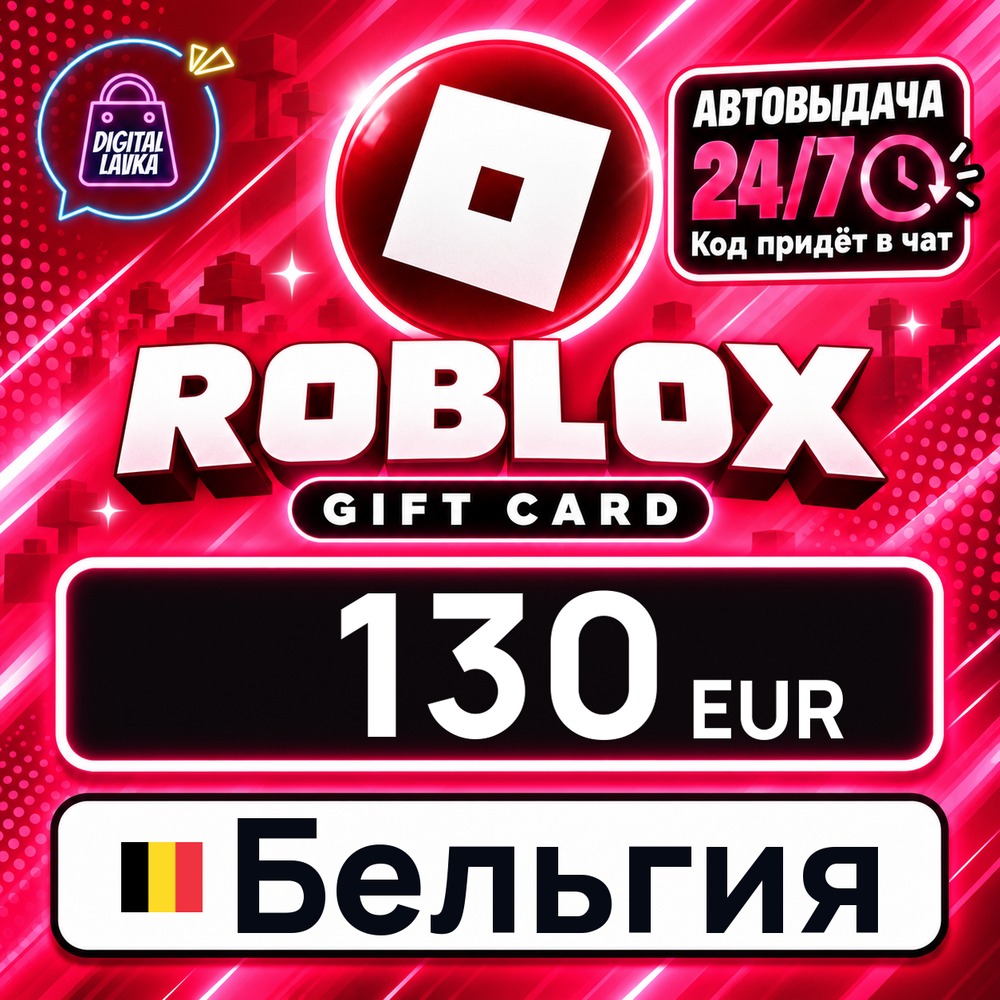 DIGITAL
LAVKA
АВТОВЫДАЧА
24/7
Код придёт в чат
ROBLOX
GIFT CARD
130 EUR
Бельгия